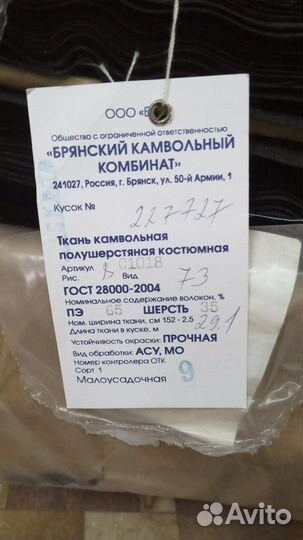 ООО «Б
Общество с ограниченной ответственностью
«БРЯНСКИЙ КАМВОЛЬНЫЙ
КОМБИНАТ»
241027, Россия, г. Брянск, ул. 50-й Армии, 1
Кусок № 227727
Ткань камвольная
полушерстяная костюмная
Артикул С1018
Рис. Вид 73
ГОСТ 28000-2004
Номинальное содержание волокон, %
ПЭ 65 ШЕРСТЬ 35
Ном. ширина ткани, см 152 - 2.5
Длина ткани в куске, м 29.1
Устойчивость окраски: ПРОЧНАЯ
Вид обработки: АСУ, МО
Номер контролера ОТК 9
Сорт 1
Малоусадочная
Avito